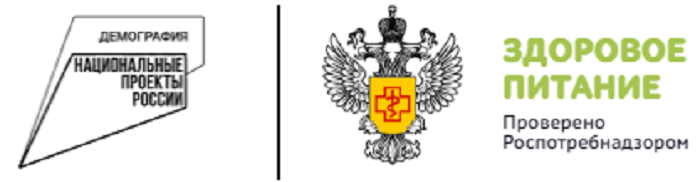 ДЕМОГРАФИЯ
НАЦИОНАЛЬНЫЕ
ПРОЕКТЫ
РОССИИ
ЗДОРОВОЕ
ПИТАНИЕ
Проверено
Роспотребнадзором